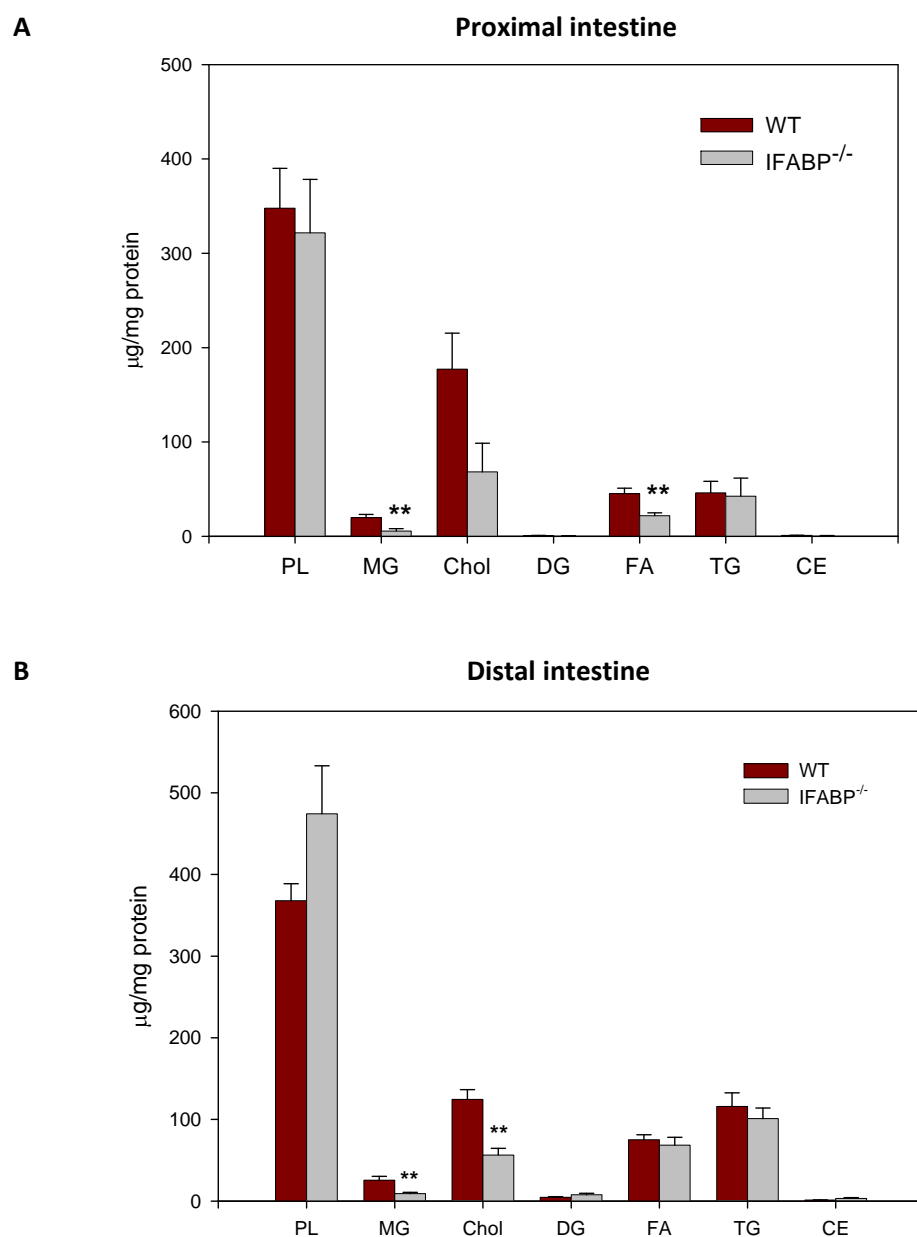 A
Proximal intestine
500
400
300
200
100
0
μg/mg protein
WT
IFABP-/-
**
**
PL MG Chol DG FA TG CE
B
Distal intestine
600
500
400
300
200
100
0
μg/mg protein
WT
IFABP-/-
**
**
PL MG Chol DG FA TG CE